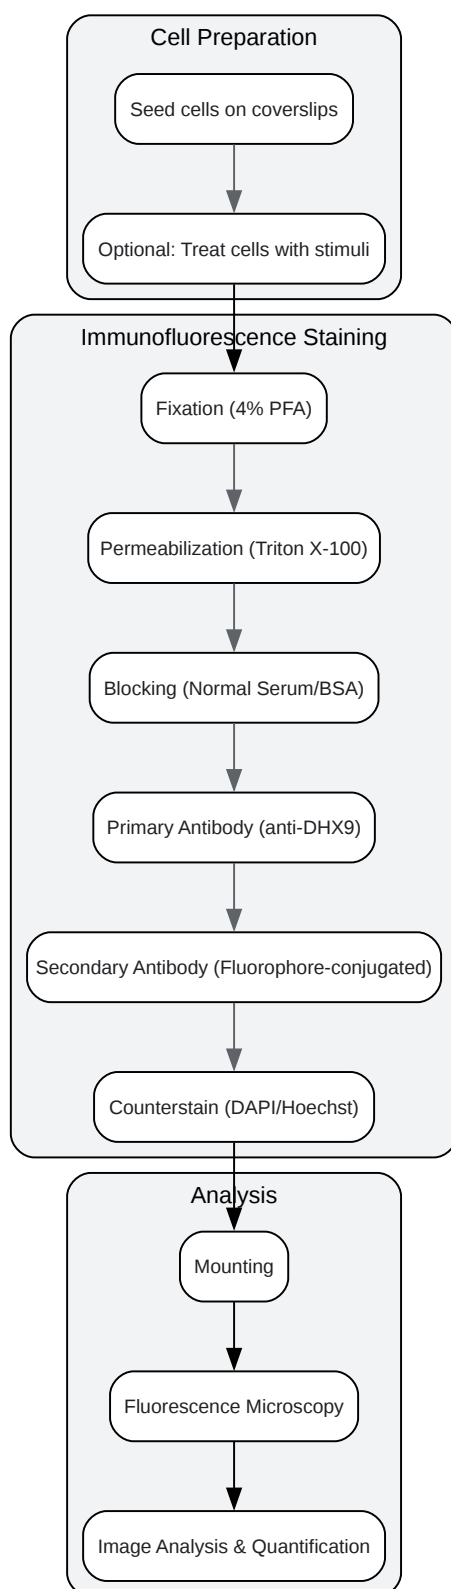 Cell Preparation
Seed cells on coverslips
Optional: Treat cells with stimuli
Immunofluorescence Staining
Fixation (4% PFA)
Permeabilization (Triton X-100)
Blocking (Normal Serum/BSA)
Primary Antibody (anti-DHX9)
Secondary Antibody (Fluorophore-conjugated)
Counterstain (DAPI/Hoechst)
Analysis
Mounting
Fluorescence Microscopy
Image Analysis & Quantification